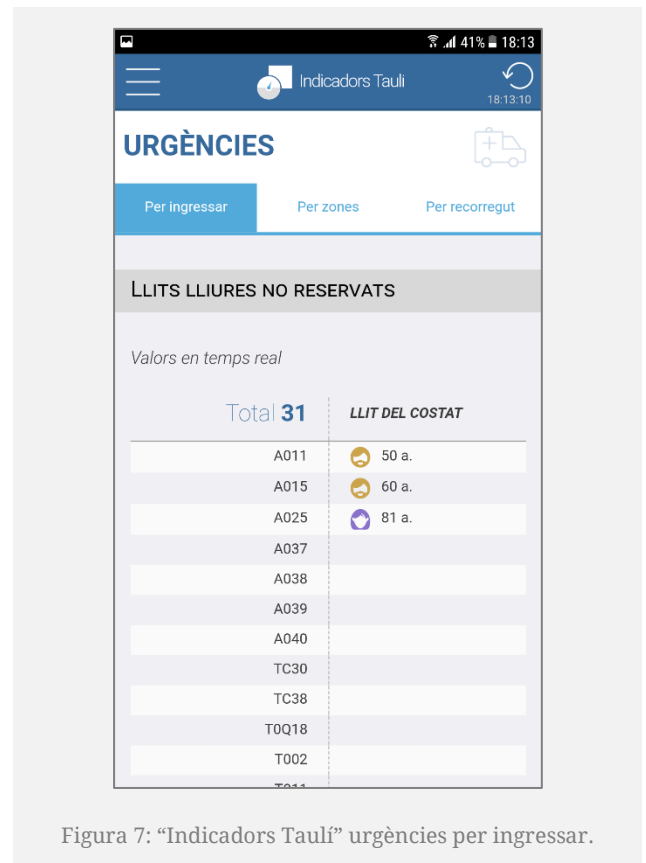 41% 18:13
Indicadors Taulí
18:13:10
URGÈNCIES
Per ingressar Per zones Per recorregut
LLITS LLIURES NO RESERVATS
Valors en temps real
Total 31 LLIT DEL COSTAT
A011 50 a.
A015 60 a.
A025 81 a.
A037
A038
A039
A040
TC30
TC38
T0Q18
T002
Figura 7: “Indicadors Taulí” urgències per ingressar.